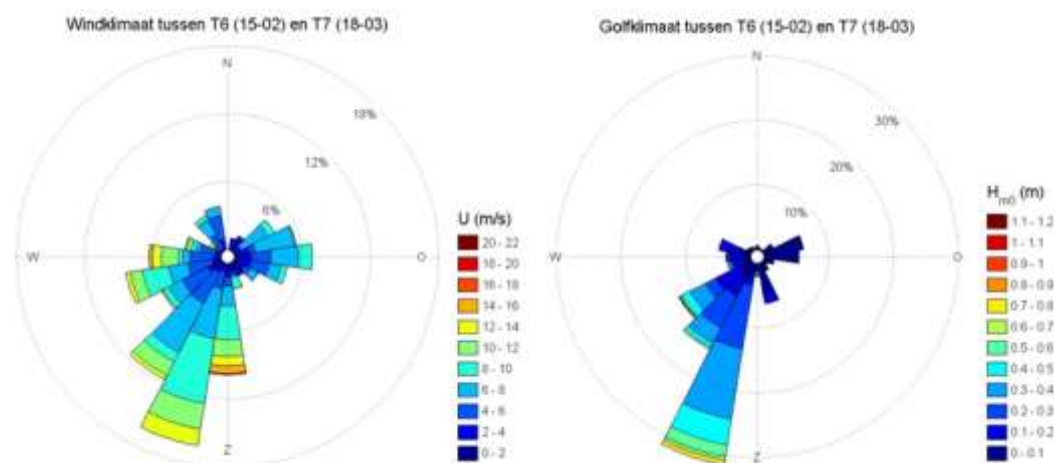 Windklimaat tussen T6 (15-02) en T7 (18-03)
N
18%
12%
6%
W
O
Z
U (m/s)
20 - 22
18 - 20
16 - 18
14 - 16
12 - 14
10 - 12
8 - 10
6 - 8
4 - 6
2 - 4
0 - 2
Golfklimaat tussen T6 (15-02) en T7 (18-03)
N
30%
20%
10%
W
O
Z
Hm0 (m)
1.1 - 1.2
1 - 1.1
0.9 - 1
0.8 - 0.9
0.7 - 0.8
0.6 - 0.7
0.5 - 0.6
0.4 - 0.5
0.3 - 0.4
0.2 - 0.3
0.1 - 0.2
0 - 0.1